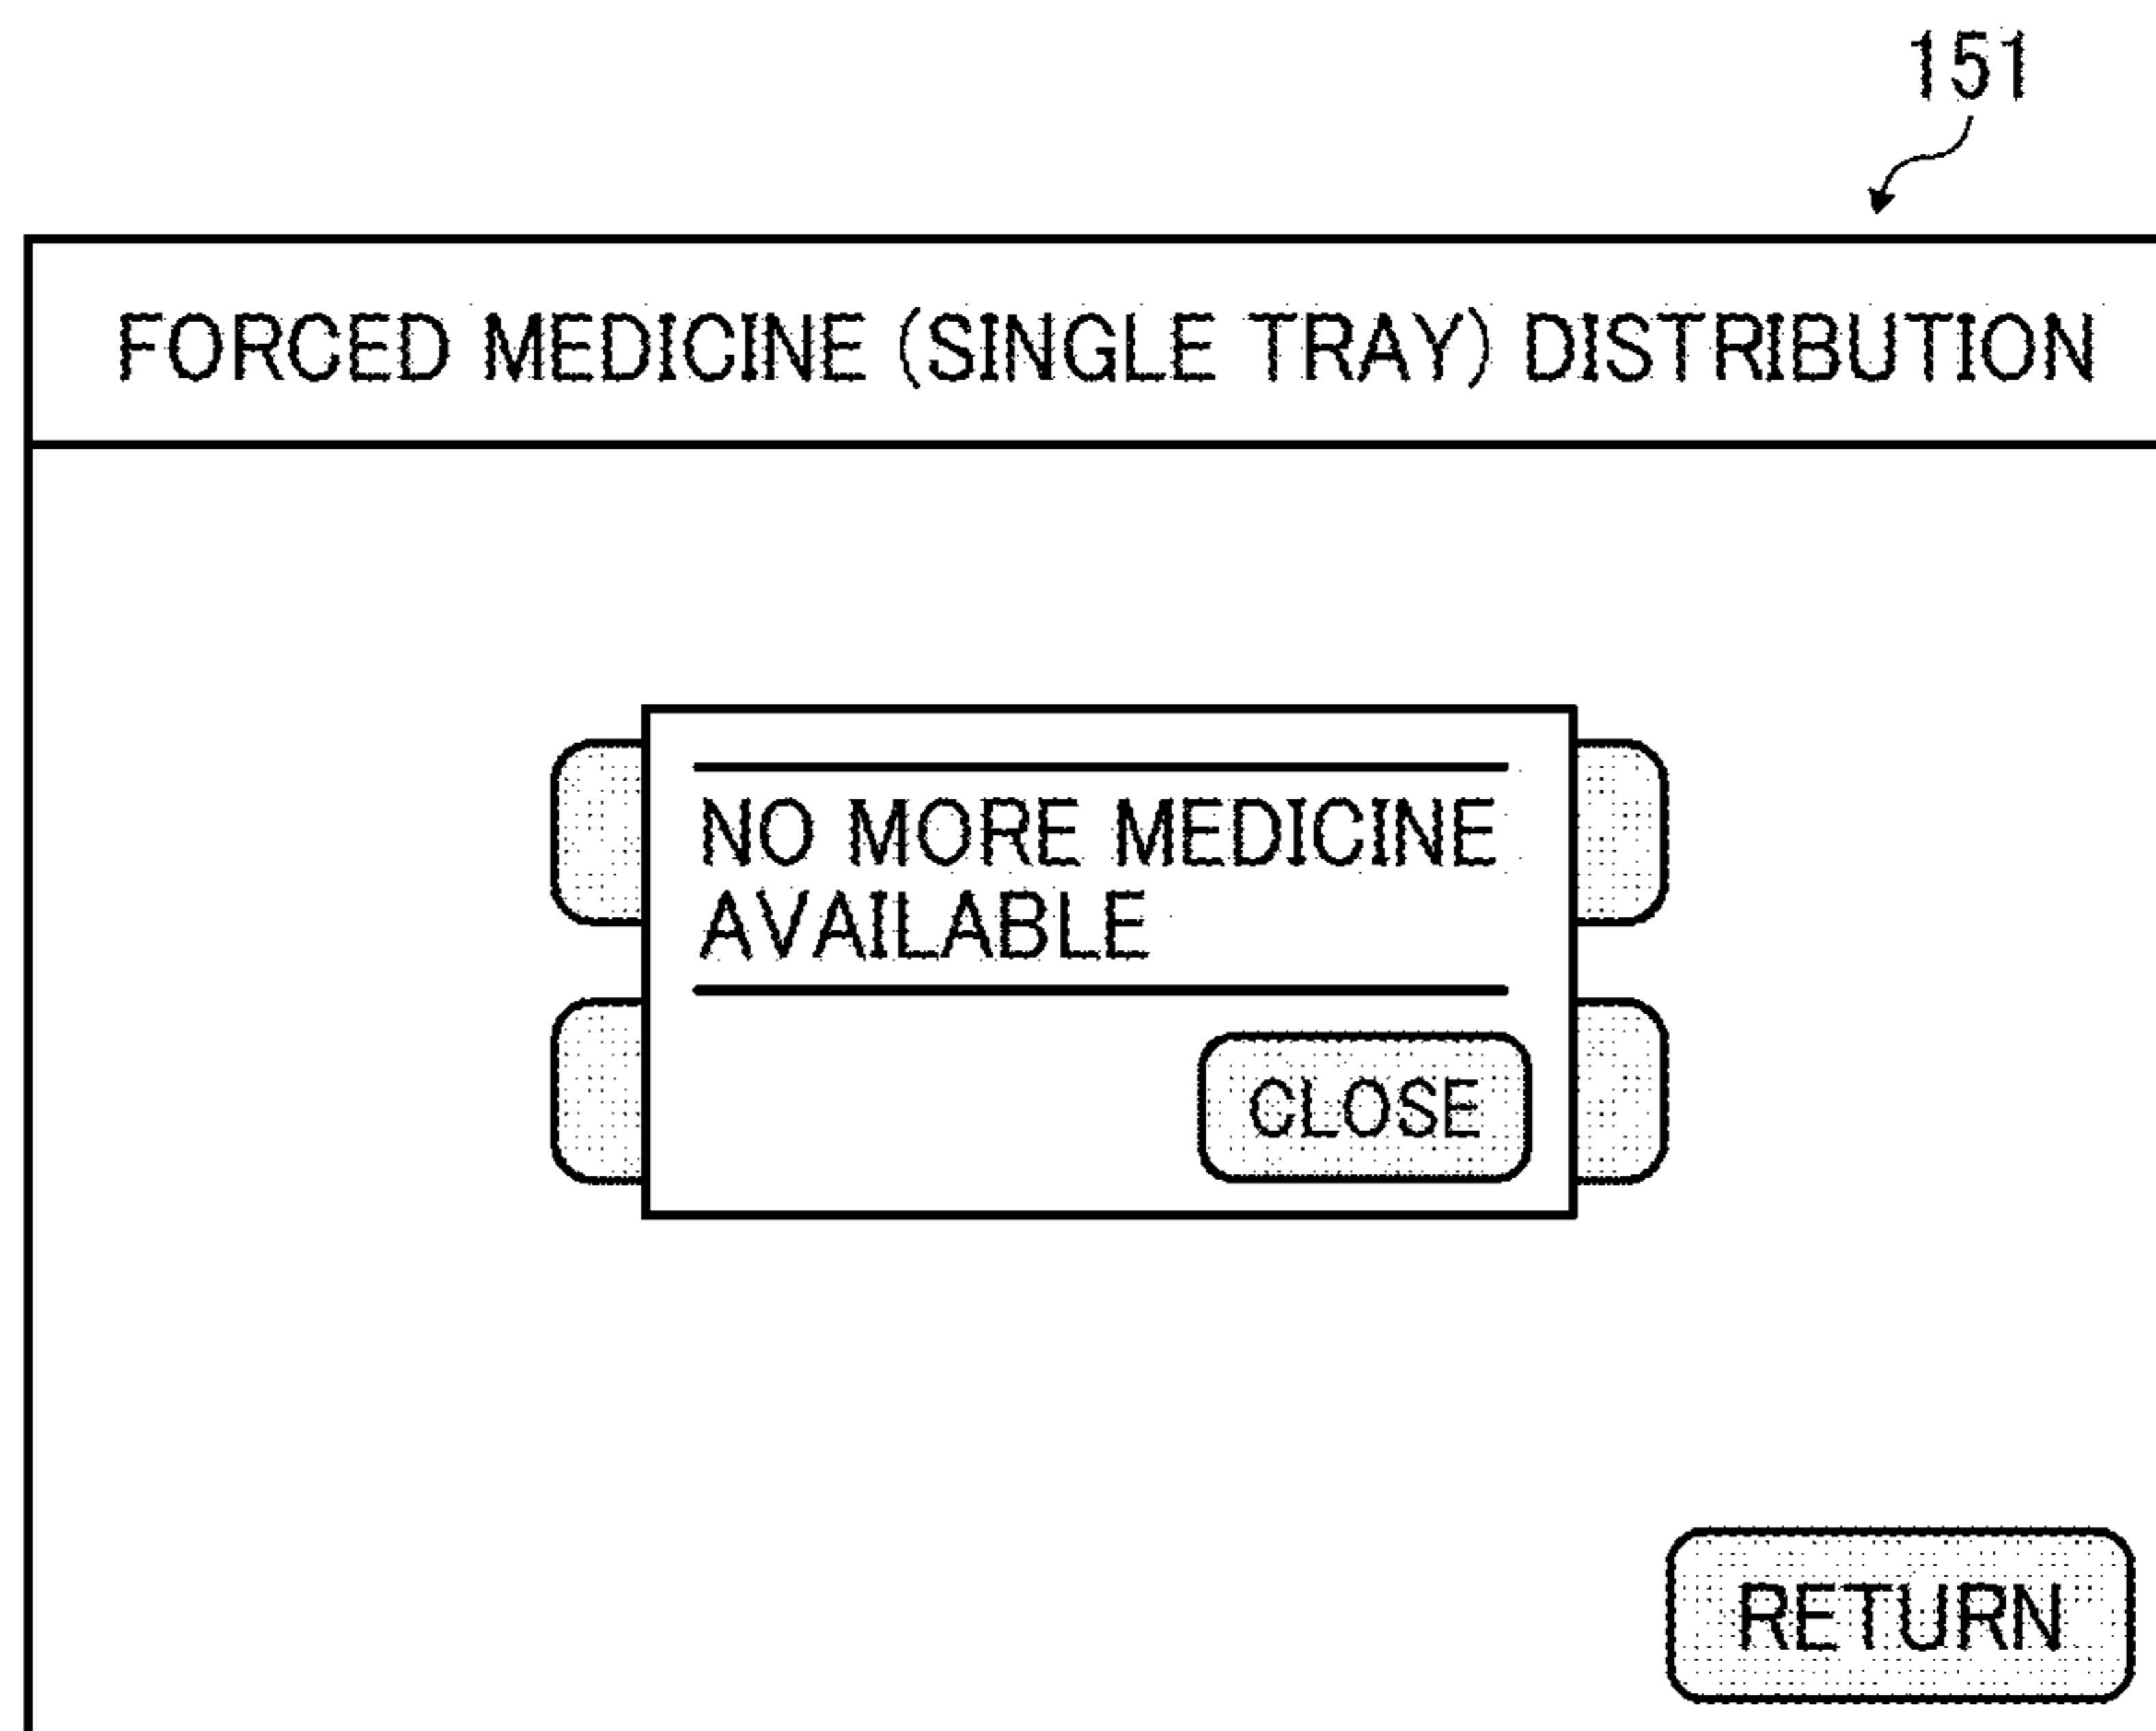 151
FORCED MEDICINE (SINGLE TRAY) DISTRIBUTION
NO MORE MEDICINE
AVAILABLE
CLOSE
RETURN